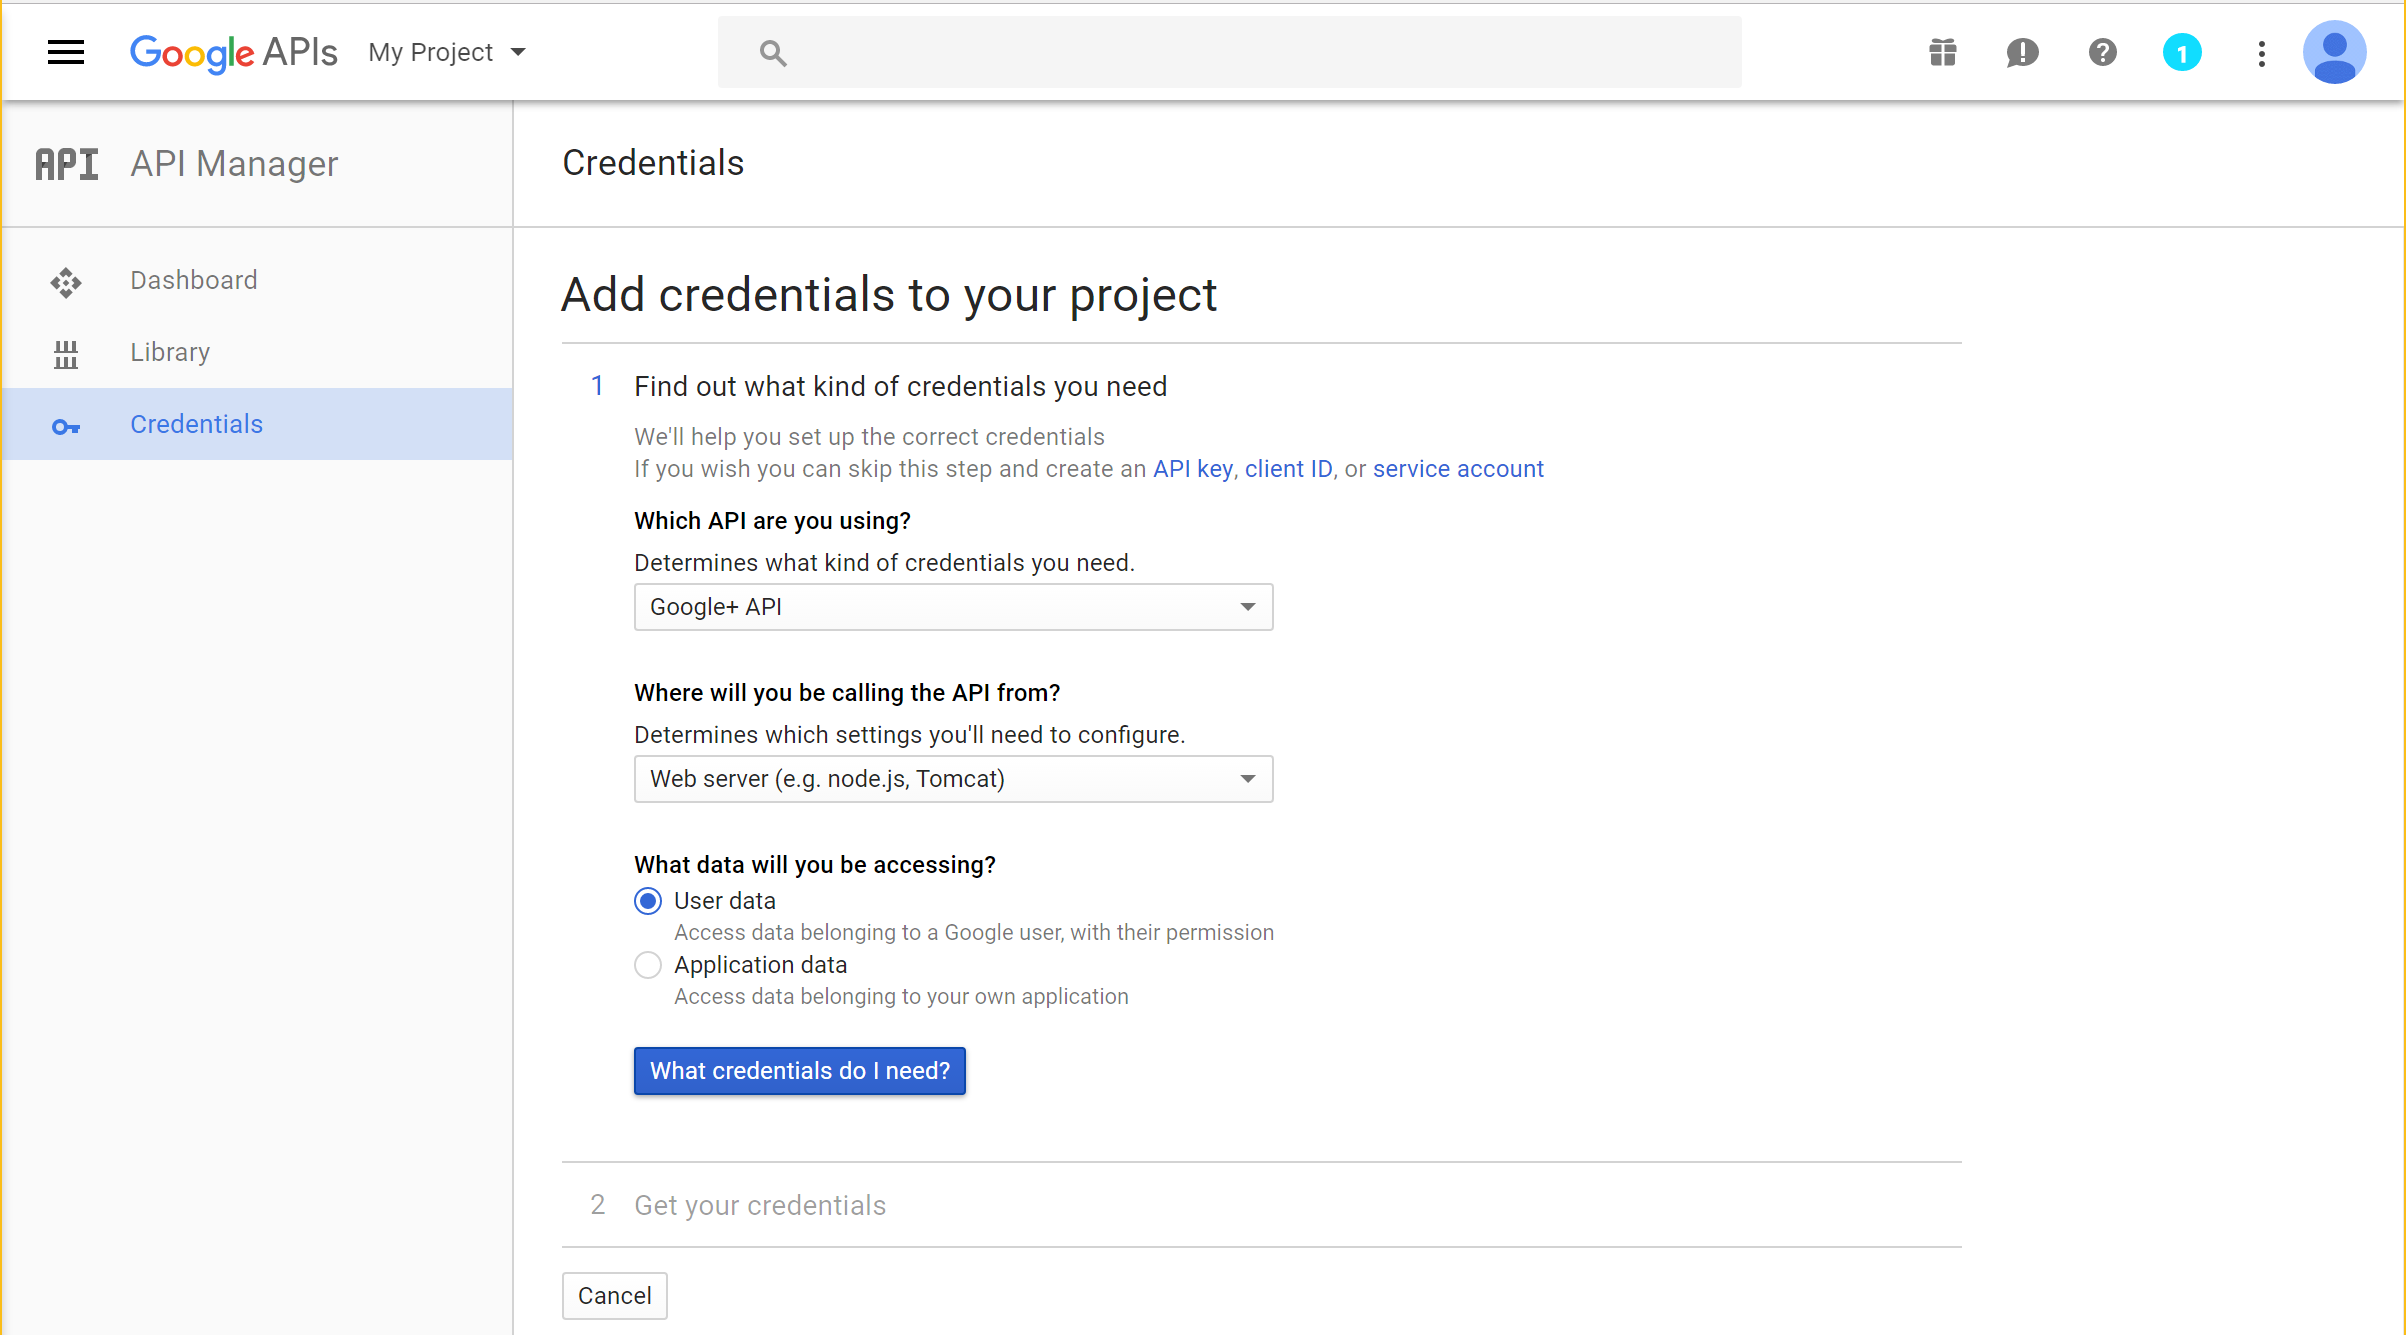 Google APIs My Project 1
API API Manager
Credentials
Dashboard
Library
Credentials
Add credentials to your project
1 Find out what kind of credentials you need
We'll help you set up the correct credentials
If you wish you can skip this step and create an API key, client ID, or service account
Which API are you using?
Determines what kind of credentials you need.
Google+ API
Where will you be calling the API from?
Determines which settings you'll need to configure.
Web server (e.g. node.js, Tomcat)
What data will you be accessing?
User data
Access data belonging to a Google user, with their permission
Application data
Access data belonging to your own application
What credentials do I need?
2 Get your credentials
Cancel